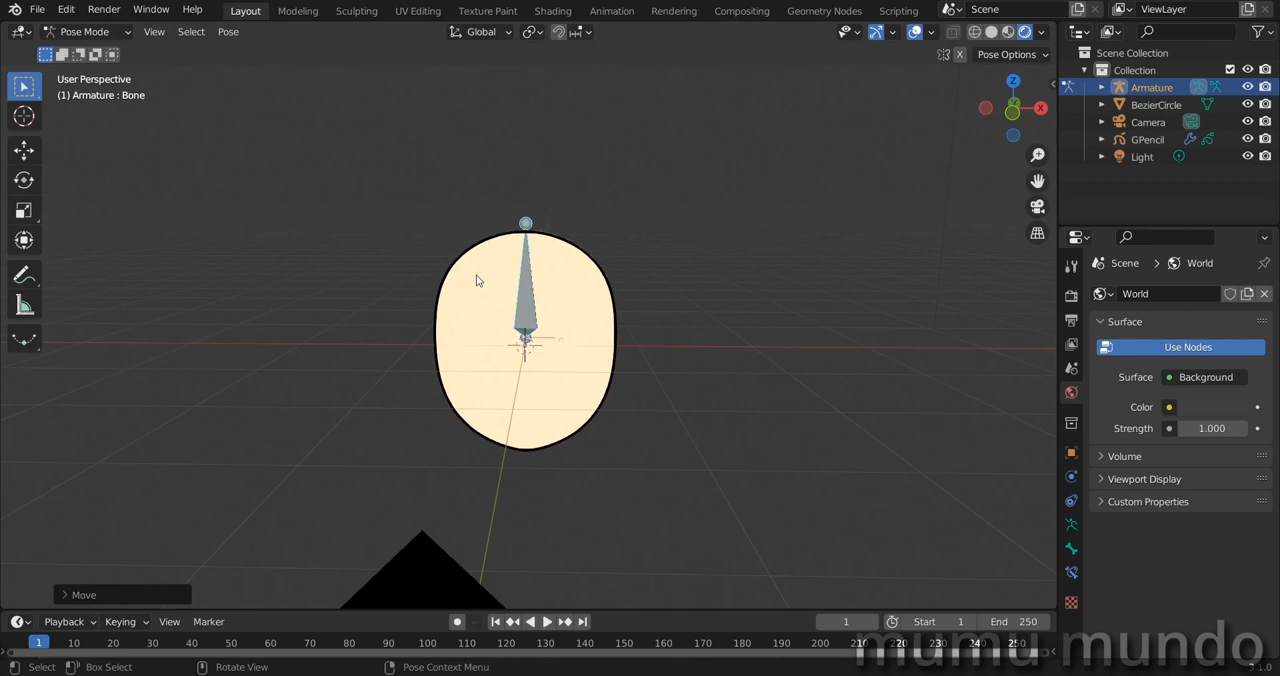 File Edit Render Window Help Layout Modeling Sculpting UV Editing Texture Paint Shading Animation Rendering Compositing Geometry Nodes Scripting Scene ViewLayer
Pose Mode View Select Pose Global
X Pose Options
User Perspective
(1) Armature : Bone
Z
X
Move
Scene Collection
Collection
Armature
BezierCircle
Camera
GPencil
Light
Scene > World
World
Surface
Use Nodes
Surface Background
Color
Strength 1.000
Volume
Viewport Display
Custom Properties
Playback Keying View Marker 1 Start 1 End 250
1 10 20 30 40 50 60 70 80 90 100 110 120 130 140 150 160 170 180 190 200 210 220 230 240 250
mumu mundo
Select Box Select Rotate View Pose Context Menu 3.1.0